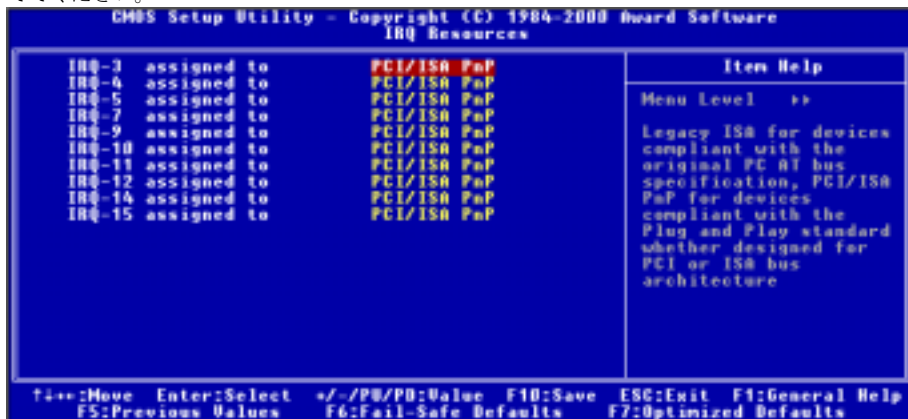 ください。
CMOS Setup Utility - Copyright (C) 1984-2000 Award Software
IRQ Resources
IRQ-3 assigned to PCI/ISA PnP
IRQ-4 assigned to PCI/ISA PnP
IRQ-5 assigned to PCI/ISA PnP
IRQ-7 assigned to PCI/ISA PnP
IRQ-9 assigned to PCI/ISA PnP
IRQ-10 assigned to PCI/ISA PnP
IRQ-11 assigned to PCI/ISA PnP
IRQ-12 assigned to PCI/ISA PnP
IRQ-14 assigned to PCI/ISA PnP
IRQ-15 assigned to PCI/ISA PnP
Item Help
Menu Level ▸▸
Legacy ISA for devices
compliant with the
original PC AT bus
specification, PCI/ISA
PnP for devices
compliant with the
Plug and Play standard
whether designed for
PCI or ISA bus
architecture
↑↓→←:Move Enter:Select +/-/PU/PD:Value F10:Save ESC:Exit F1:General Help
F5:Previous Values F6:Fail-Safe Defaults F7:Optimized Defaults